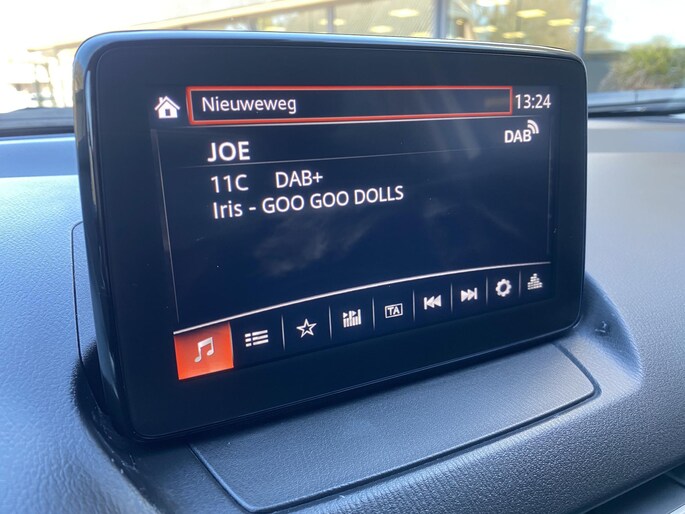 Nieuweweg 13:24
JOE DAB
11C DAB+
Iris - GOO GOO DOLLS
TA